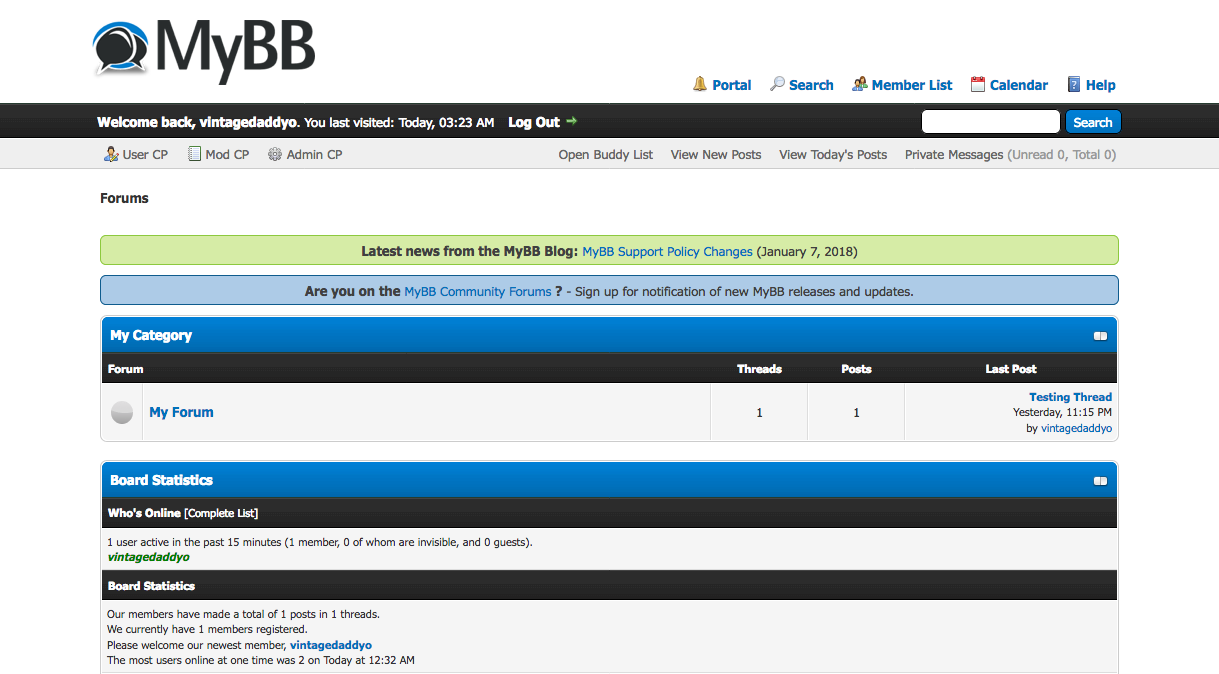 MyBB
Portal Search Member List Calendar Help
Welcome back, vintagedaddyo. You last visited: Today, 03:23 AM Log Out Search
User CP Mod CP Admin CP Open Buddy List View New Posts View Today's Posts Private Messages (Unread 0, Total 0)
Forums
Latest news from the MyBB Blog: MyBB Support Policy Changes (January 7, 2018)
Are you on the MyBB Community Forums ? - Sign up for notification of new MyBB releases and updates.
My Category
Forum Threads Posts Last Post
My Forum 1 1 Testing Thread
Yesterday, 11:15 PM
by vintagedaddyo
Board Statistics
Who's Online [Complete List]
1 user active in the past 15 minutes (1 member, 0 of whom are invisible, and 0 guests).
vintagedaddyo
Board Statistics
Our members have made a total of 1 posts in 1 threads.
We currently have 1 members registered.
Please welcome our newest member, vintagedaddyo
The most users online at one time was 2 on Today at 12:32 AM